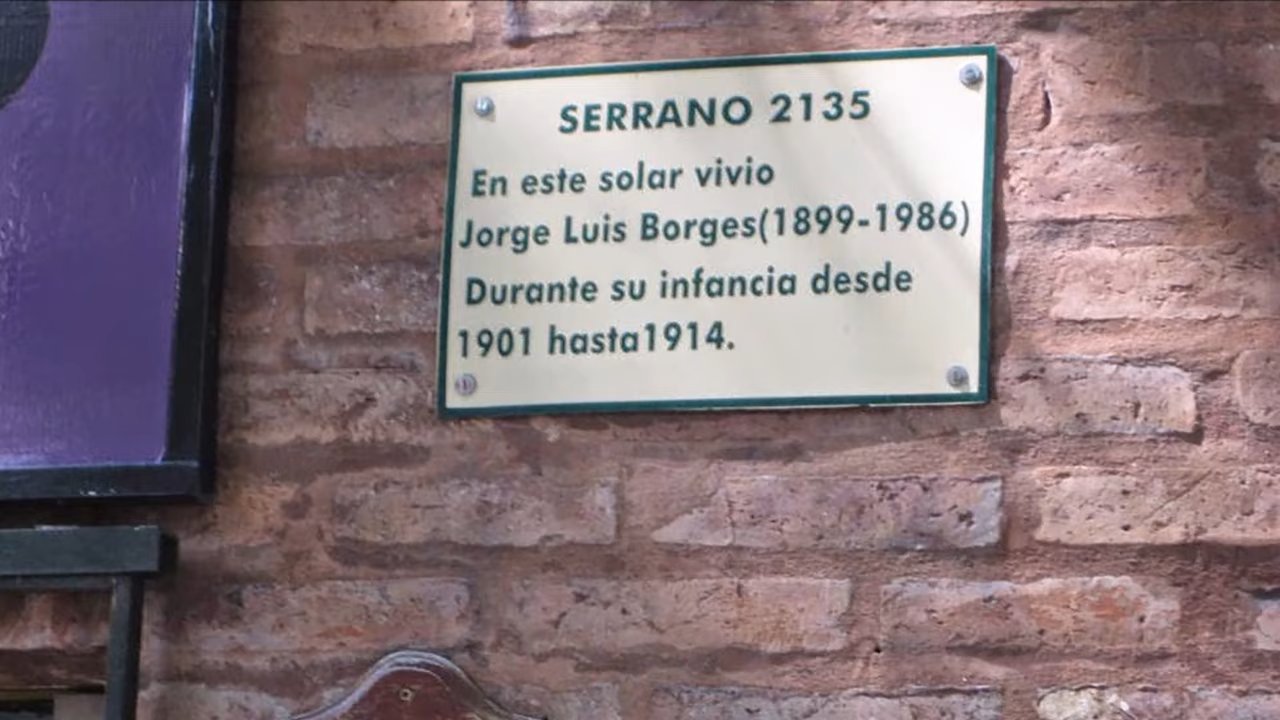 SERRANO 2135
En este solar vivio
Jorge Luis Borges(1899-1986)
Durante su infancia desde
1901 hasta1914.